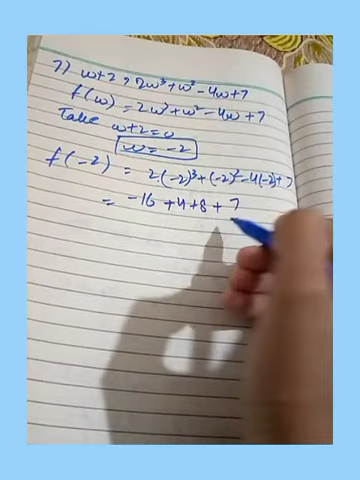 7) w+2, 2w³+w²-4w+7
f(w) = 2w³+w²-4w+7
Take w+2=0
w=-2
f(-2) = 2.(-2)³+(-2)²-4(-2)+7
= -16+4+8+7